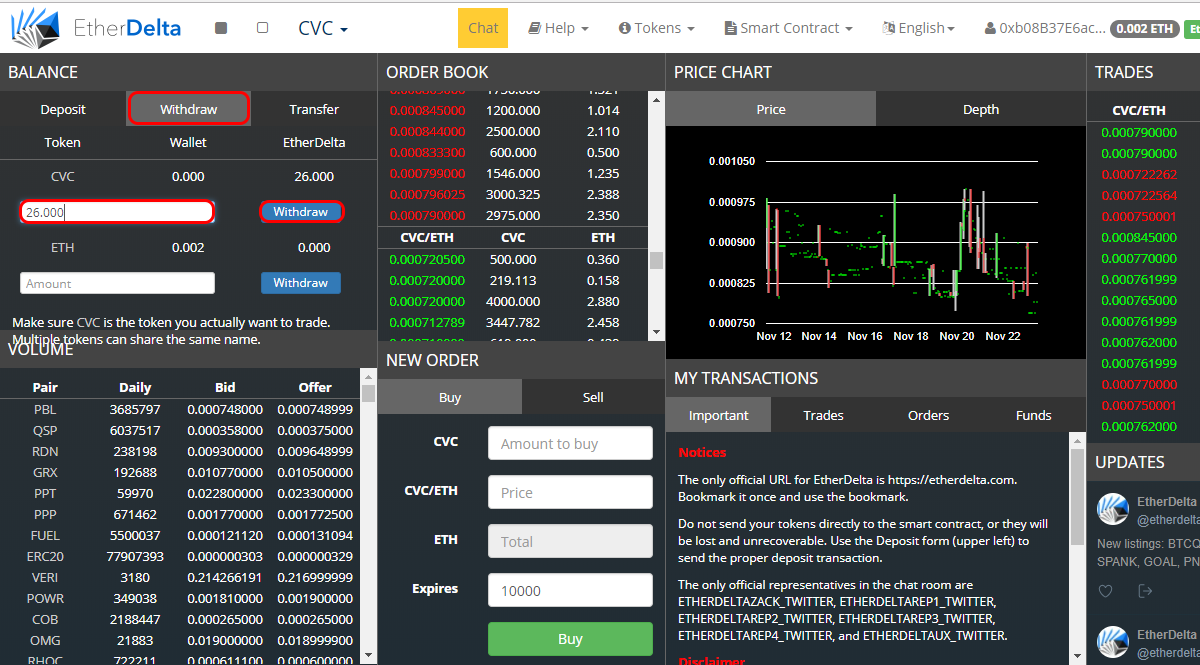 EtherDelta CVC Chat Help Tokens Smart Contract English 0xb08B37E6ac... 0.002 ETH
BALANCE
Deposit Withdraw Transfer
Token Wallet EtherDelta
CVC 0.000 26.000
26.000 Withdraw
ETH 0.002 0.000
Amount Withdraw
Make sure CVC is the token you actually want to trade.
Multiple tokens can share the same name.
VOLUME
Pair Daily Bid Offer
PBL 3685797 0.000748000 0.000748999
QSP 6037517 0.000358000 0.000375000
RDN 238198 0.009300000 0.009648999
GRX 192688 0.010770000 0.010500000
PPT 59970 0.022800000 0.023300000
PPP 671462 0.001770000 0.001772500
FUEL 5500037 0.000121120 0.000131094
ERC20 77907393 0.000000303 0.000000329
VERI 3180 0.214266191 0.216999999
POWR 349038 0.001810000 0.001900000
COB 2188447 0.000265000 0.000265000
OMG 21883 0.019000000 0.018999900
RHOC 722211 0.000611100 0.000600000
ORDER BOOK
0.000845000 1200.000 1.014
0.000844000 2500.000 2.110
0.000833300 600.000 0.500
0.000799000 1546.000 1.235
0.000796025 3000.325 2.388
0.000790000 2975.000 2.350
CVC/ETH CVC ETH
0.000720500 500.000 0.360
0.000720000 219.113 0.158
0.000720000 4000.000 2.880
0.000712789 3447.782 2.458
NEW ORDER
Buy Sell
CVC Amount to buy
CVC/ETH Price
ETH Total
Expires 10000
Buy
PRICE CHART
Price Depth
0.001050
0.000975
0.000900
0.000825
0.000750
Nov 12 Nov 14 Nov 16 Nov 18 Nov 20 Nov 22
MY TRANSACTIONS
Important Trades Orders Funds
Notices
The only official URL for EtherDelta is https://etherdelta.com.
Bookmark it once and use the bookmark.
Do not send your tokens directly to the smart contract, or they will
be lost and unrecoverable. Use the Deposit form (upper left) to
send the proper deposit transaction.
The only official representatives in the chat room are
ETHERDELTAZACK_TWITTER, ETHERDELTAREP1_TWITTER,
ETHERDELTAREP2_TWITTER, ETHERDELTAREP3_TWITTER,
ETHERDELTAREP4_TWITTER, and ETHERDELTAUX_TWITTER.
Disclaimer
TRADES
CVC/ETH
0.000790000
0.000790000
0.000722262
0.000722564
0.000750001
0.000845000
0.000770000
0.000761999
0.000765000
0.000761999
0.000762000
0.000761999
0.000770000
0.000750001
0.000762000
UPDATES
EtherDelta
@etherdelta
New listings: BTCQ
SPANK, GOAL, PN
EtherDelta
@etherdelta